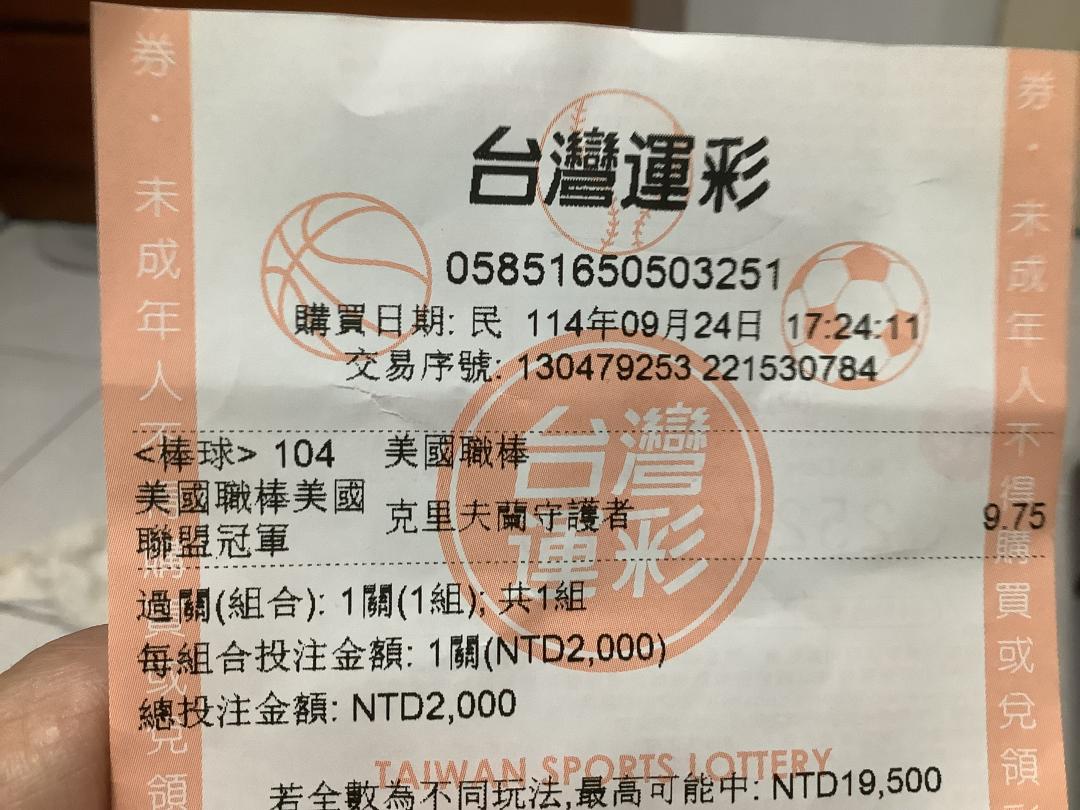 台灣運彩
05851650503251
購買日期: 民 114年09月24日 17:24:11
交易序號: 130479253 221530784
<棒球> 104 美國職棒
美國職棒美國聯盟冠軍 克里夫蘭守護者 9.75
過關(組合): 1關(1組); 共1組
每組合投注金額: 1關(NTD2,000)
總投注金額: NTD2,000
TAIWAN SPORTS LOTTERY
若全數為不同玩法,最高可能中: NTD19,500
台灣運彩
券・未成年人不得購買或兌領
券・未成年人不得購買或兌領